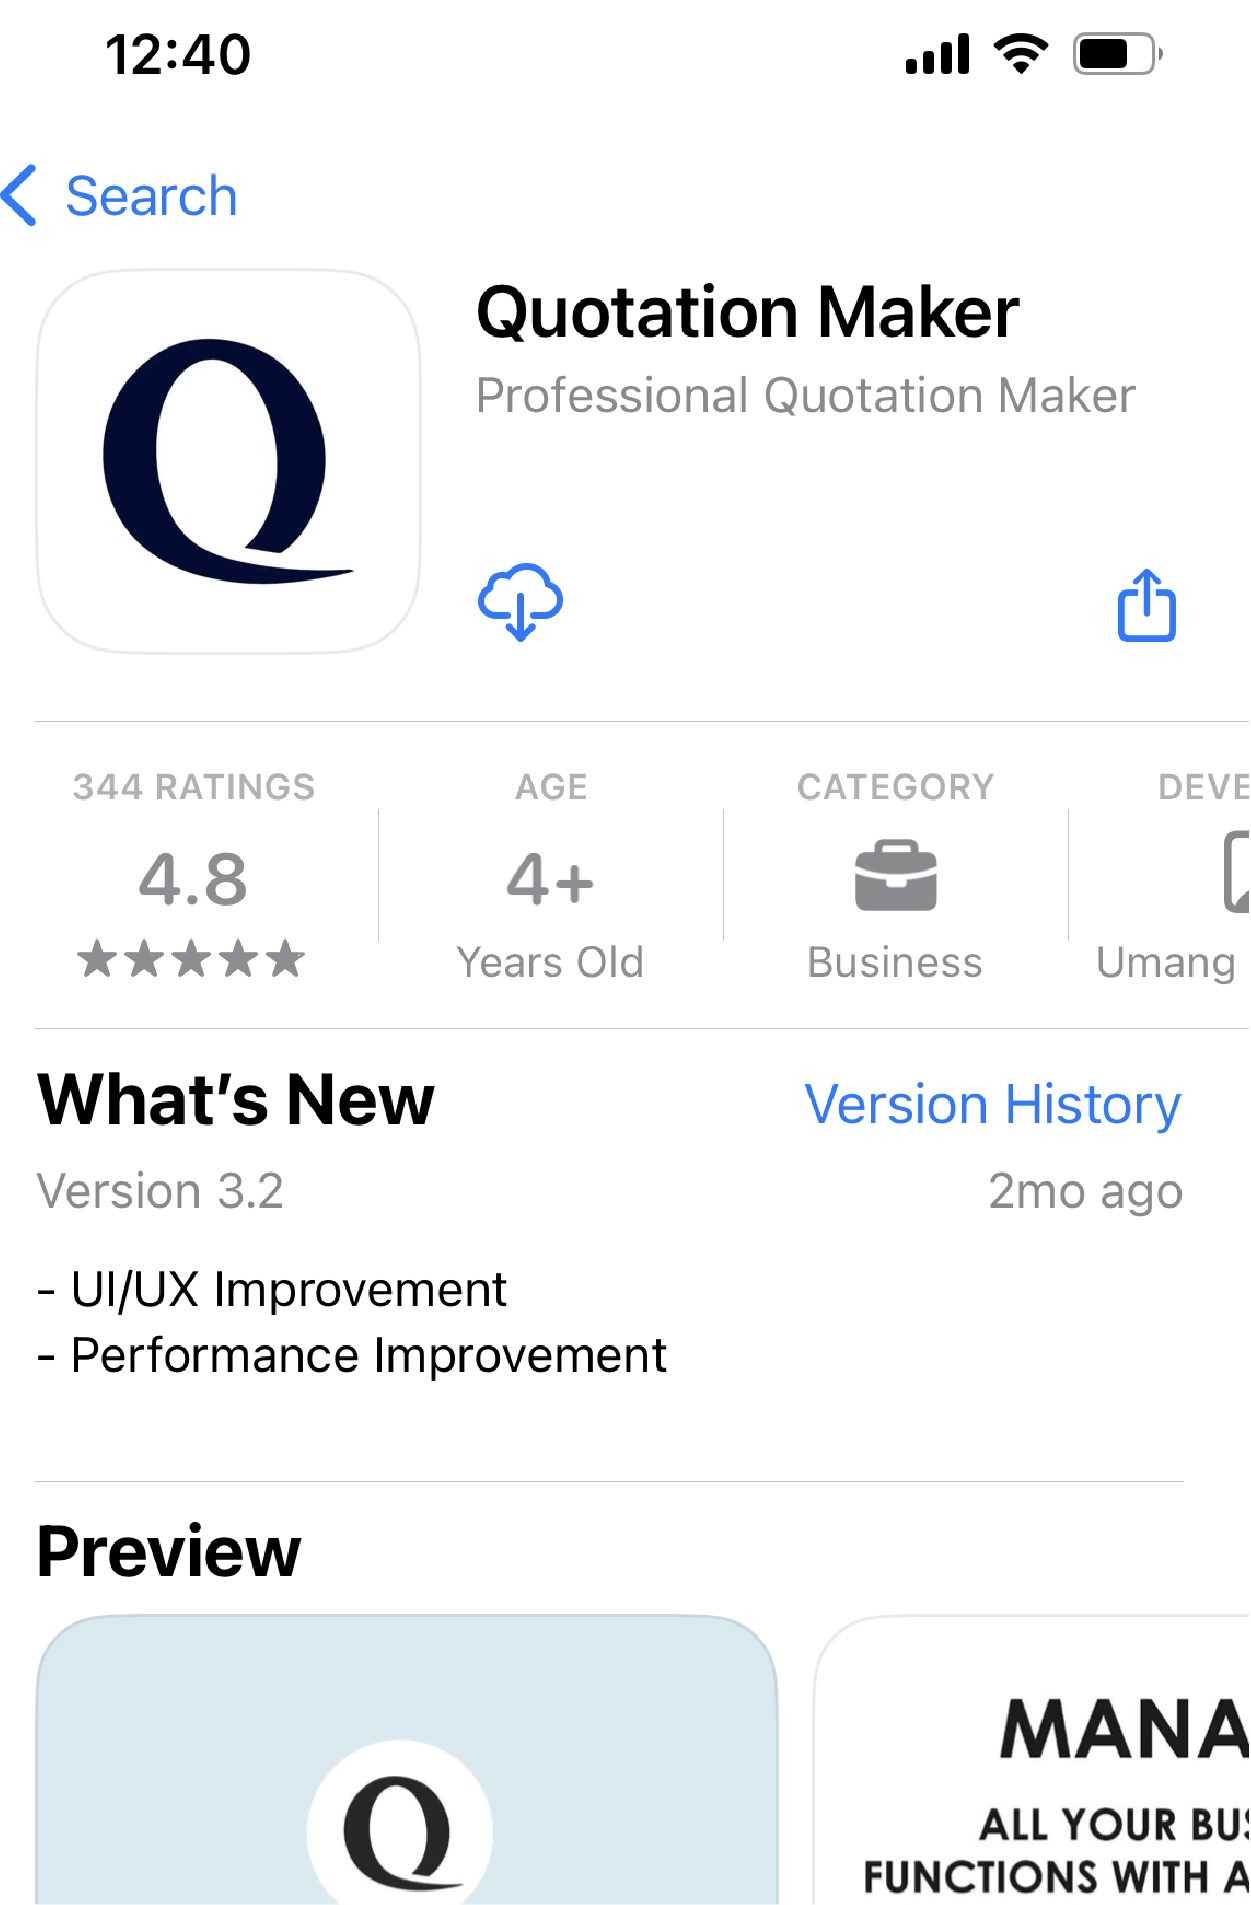 12:40
Search
Quotation Maker
Professional Quotation Maker
344 RATINGS
AGE
CATEGORY
DEVE
4.8
4+
Years Old
Business
Umang
What's New
Version History
Version 3.2
2mo ago
- UI/UX Improvement
- Performance Improvement
Preview
Q
MANA
ALL YOUR BUS
FUNCTIONS WITH A